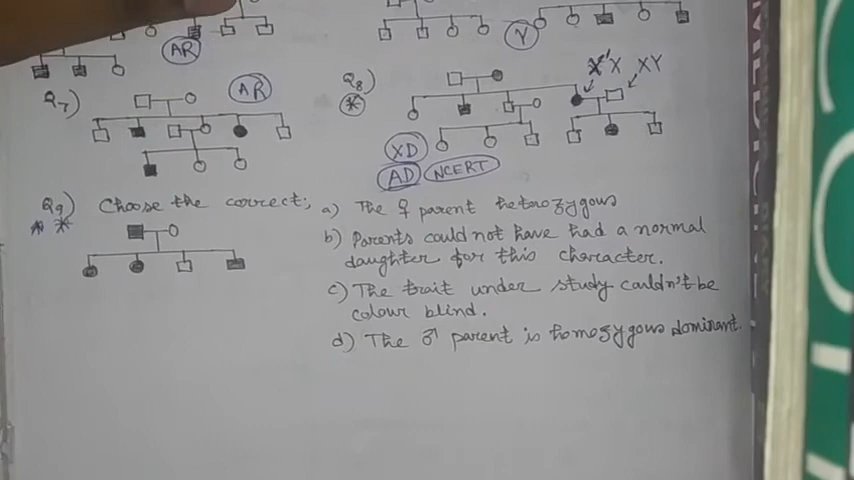 AR
Y
Q7)
AR
Q8)
*
X'X XY
XD
AD NCERT
Q9) Choose the correct;
* *
a) The ♀ parent heterozygous
b) Parents could not have had a normal
daughter for this character.
c) The trait under study couldn't be
colour blind.
d) The ♂ parent is homozygous dominant.